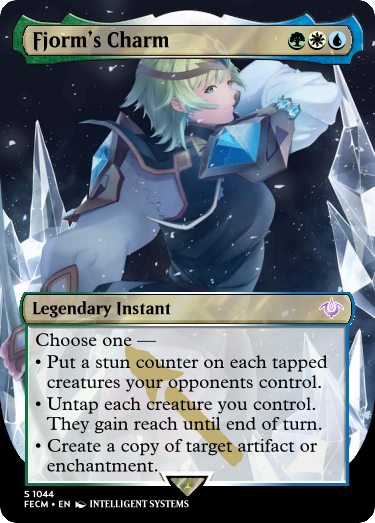 Fjorm's Charm
Legendary Instant
Choose one —
• Put a stun counter on each tapped
creatures your opponents control.
• Untap each creature you control.
They gain reach until end of turn.
• Create a copy of target artifact or
enchantment.
S 1044
FECM • EN INTELLIGENT SYSTEMS